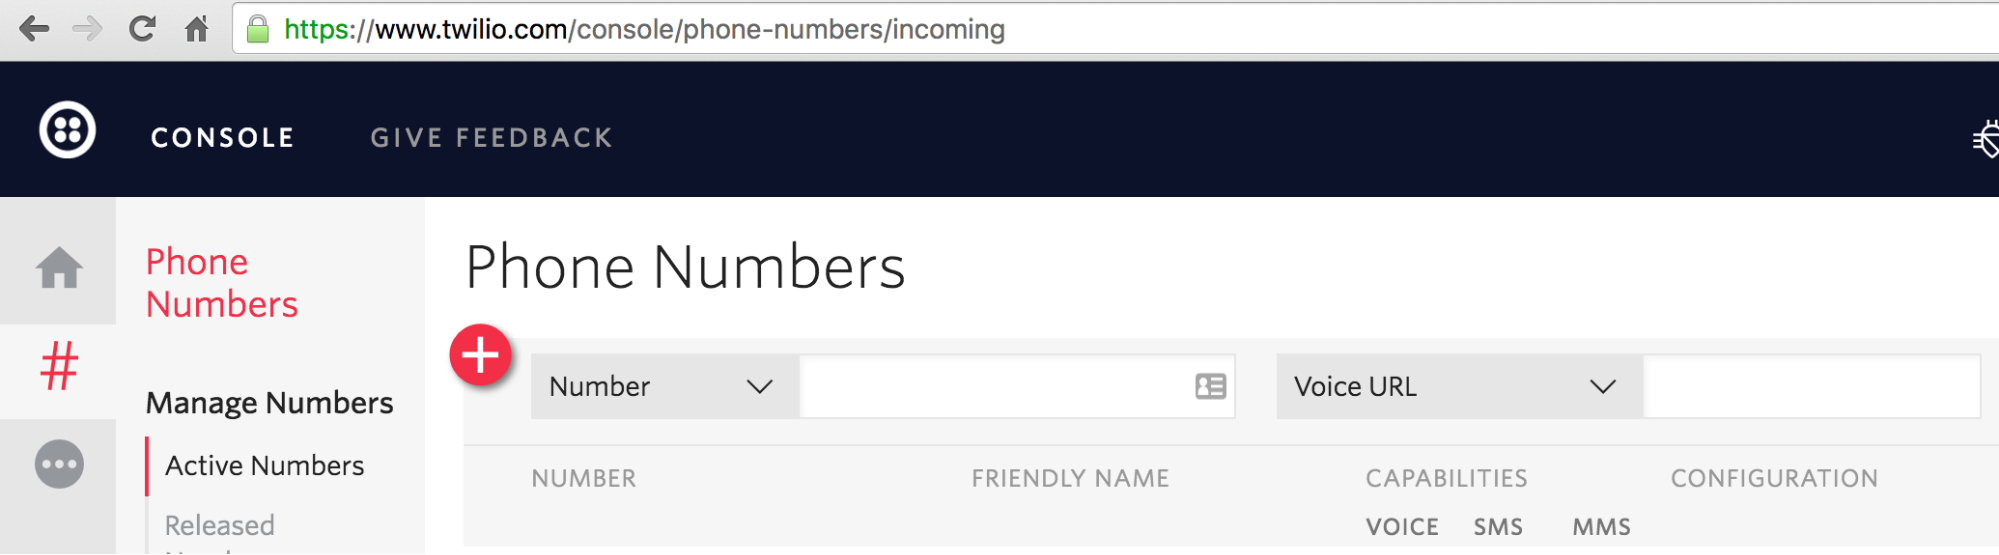 https://www.twilio.com/console/phone-numbers/incoming
CONSOLE GIVE FEEDBACK
Phone
Numbers
#
Manage Numbers
Active Numbers
Released
Phone Numbers
Number Voice URL
NUMBER FRIENDLY NAME CAPABILITIES CONFIGURATION
VOICE SMS MMS